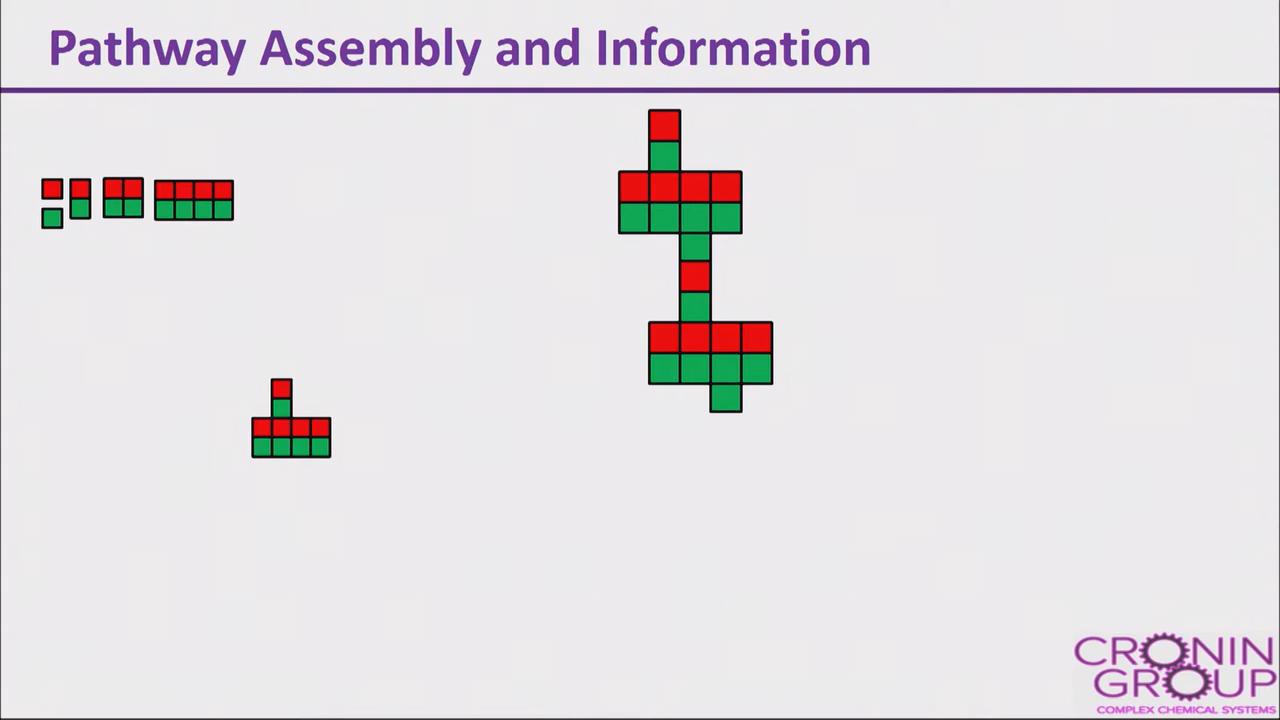 Pathway Assembly and Information
CRONIN
GROUP
COMPLEX CHEMICAL SYSTEMS